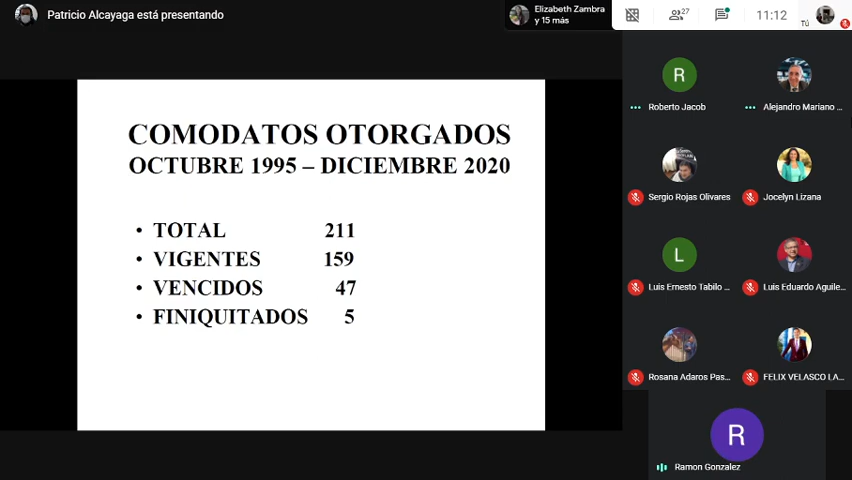 Patricio Alcayaga está presentando
Elizabeth Zambra
y 15 más
27
11:12
Tú
COMODATOS OTORGADOS
OCTUBRE 1995 – DICIEMBRE 2020
• TOTAL 211
• VIGENTES 159
• VENCIDOS 47
• FINIQUITADOS 5
R
Roberto Jacob
Alejandro Mariano ...
Sergio Rojas Olivares
Jocelyn Lizana
L
Luis Ernesto Tabilo ...
Luis Eduardo Aguile...
Rosana Adaros Pas...
FELIX VELASCO LA...
R
Ramon Gonzalez